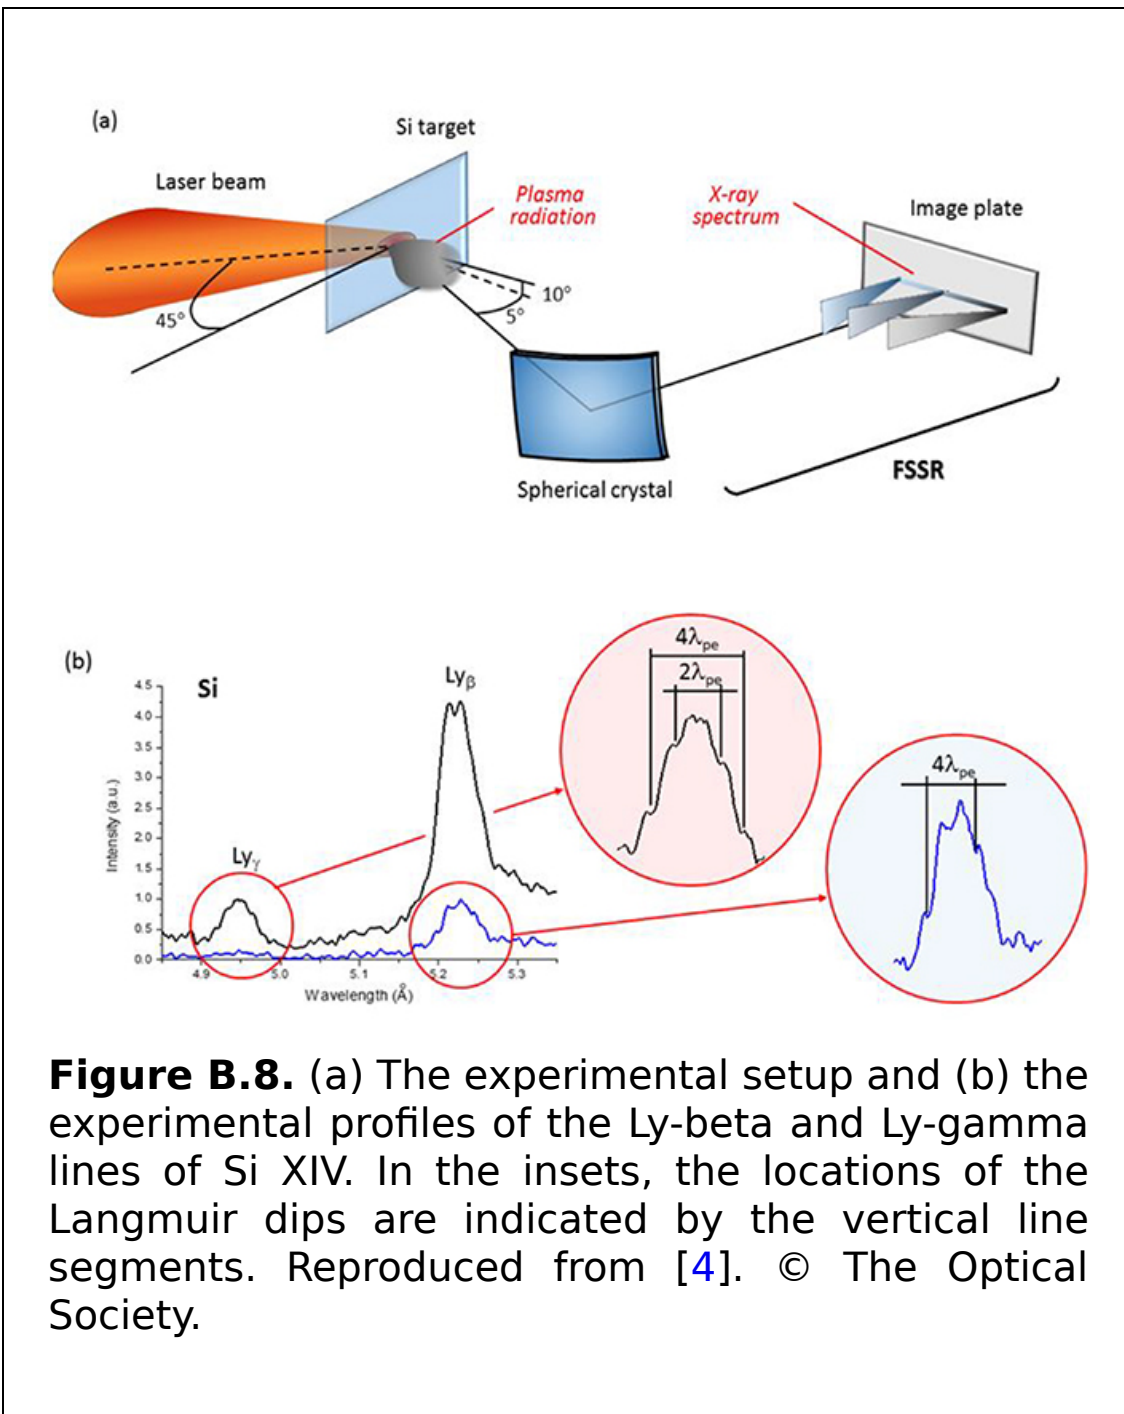 (a)
Si target
Laser beam
Plasma
radiation
X-ray
spectrum
Image plate
45°
10°
5°
Spherical crystal
FSSR
(b)
Si
Lyβ
Lyγ
4λpe
2λpe
4λpe
4.5
4.0
3.5
3.0
2.5
2.0
1.5
1.0
0.5
0.0
Intensity (a.u.)
4.9
5.0
5.1
5.2
5.3
Wavelength (Å)
Figure B.8. (a) The experimental setup and (b) the
experimental profiles of the Ly-beta and Ly-gamma
lines of Si XIV. In the insets, the locations of the
Langmuir dips are indicated by the vertical line
segments. Reproduced from [4]. © The Optical
Society.